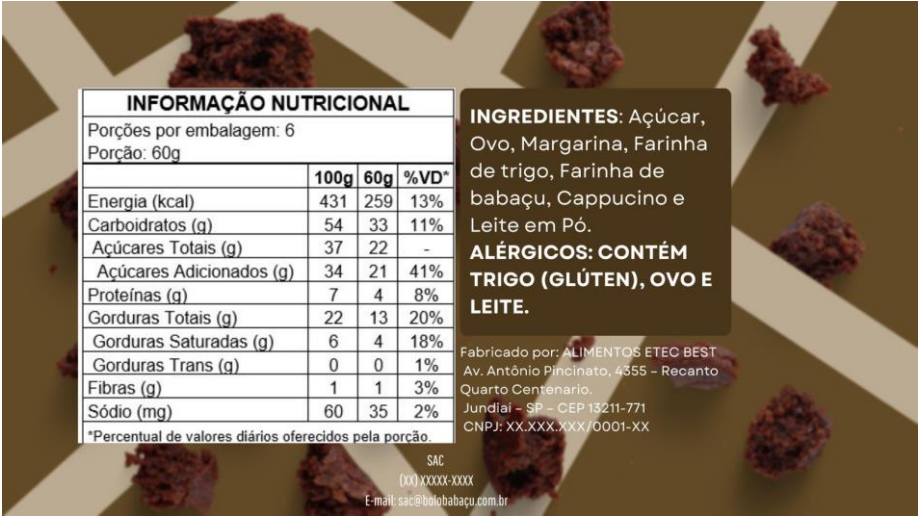 INFORMAÇÃO NUTRICIONAL
Porções por embalagem: 6
Porção: 60g
100g 60g %VD*
Energia (kcal) 431 259 13%
Carboidratos (g) 54 33 11%
Açúcares Totais (g) 37 22 -
Açúcares Adicionados (g) 34 21 41%
Proteínas (g) 7 4 8%
Gorduras Totais (g) 22 13 20%
Gorduras Saturadas (g) 6 4 18%
Gorduras Trans (g) 0 0 1%
Fibras (g) 1 1 3%
Sódio (mg) 60 35 2%
*Percentual de valores diários oferecidos pela porção.
INGREDIENTES: Açúcar,
Ovo, Margarina, Farinha
de trigo, Farinha de
babaçu, Cappucino e
Leite em Pó.
ALÉRGICOS: CONTÉM
TRIGO (GLÚTEN), OVO E
LEITE.
Fabricado por: ALIMENTOS ETEC BEST
Av. Antônio Pincinato, 4355 – Recanto
Quarto Centenario.
Jundiaí – SP – CEP 13211-771
CNPJ: XX.XXX.XXX/0001-XX
SAC
(XX) XXXXX-XXXX
E-mail: sac@bolobabaçu.com.br